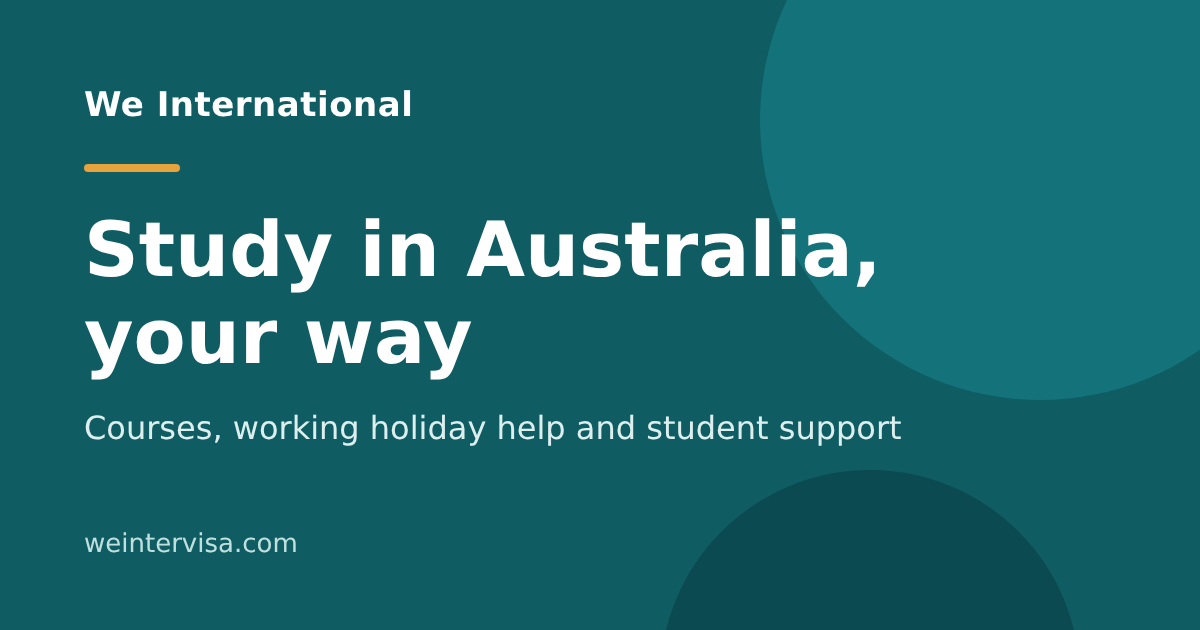 We International
Study in Australia,
your way
Courses, working holiday help and student support
weintervisa.com